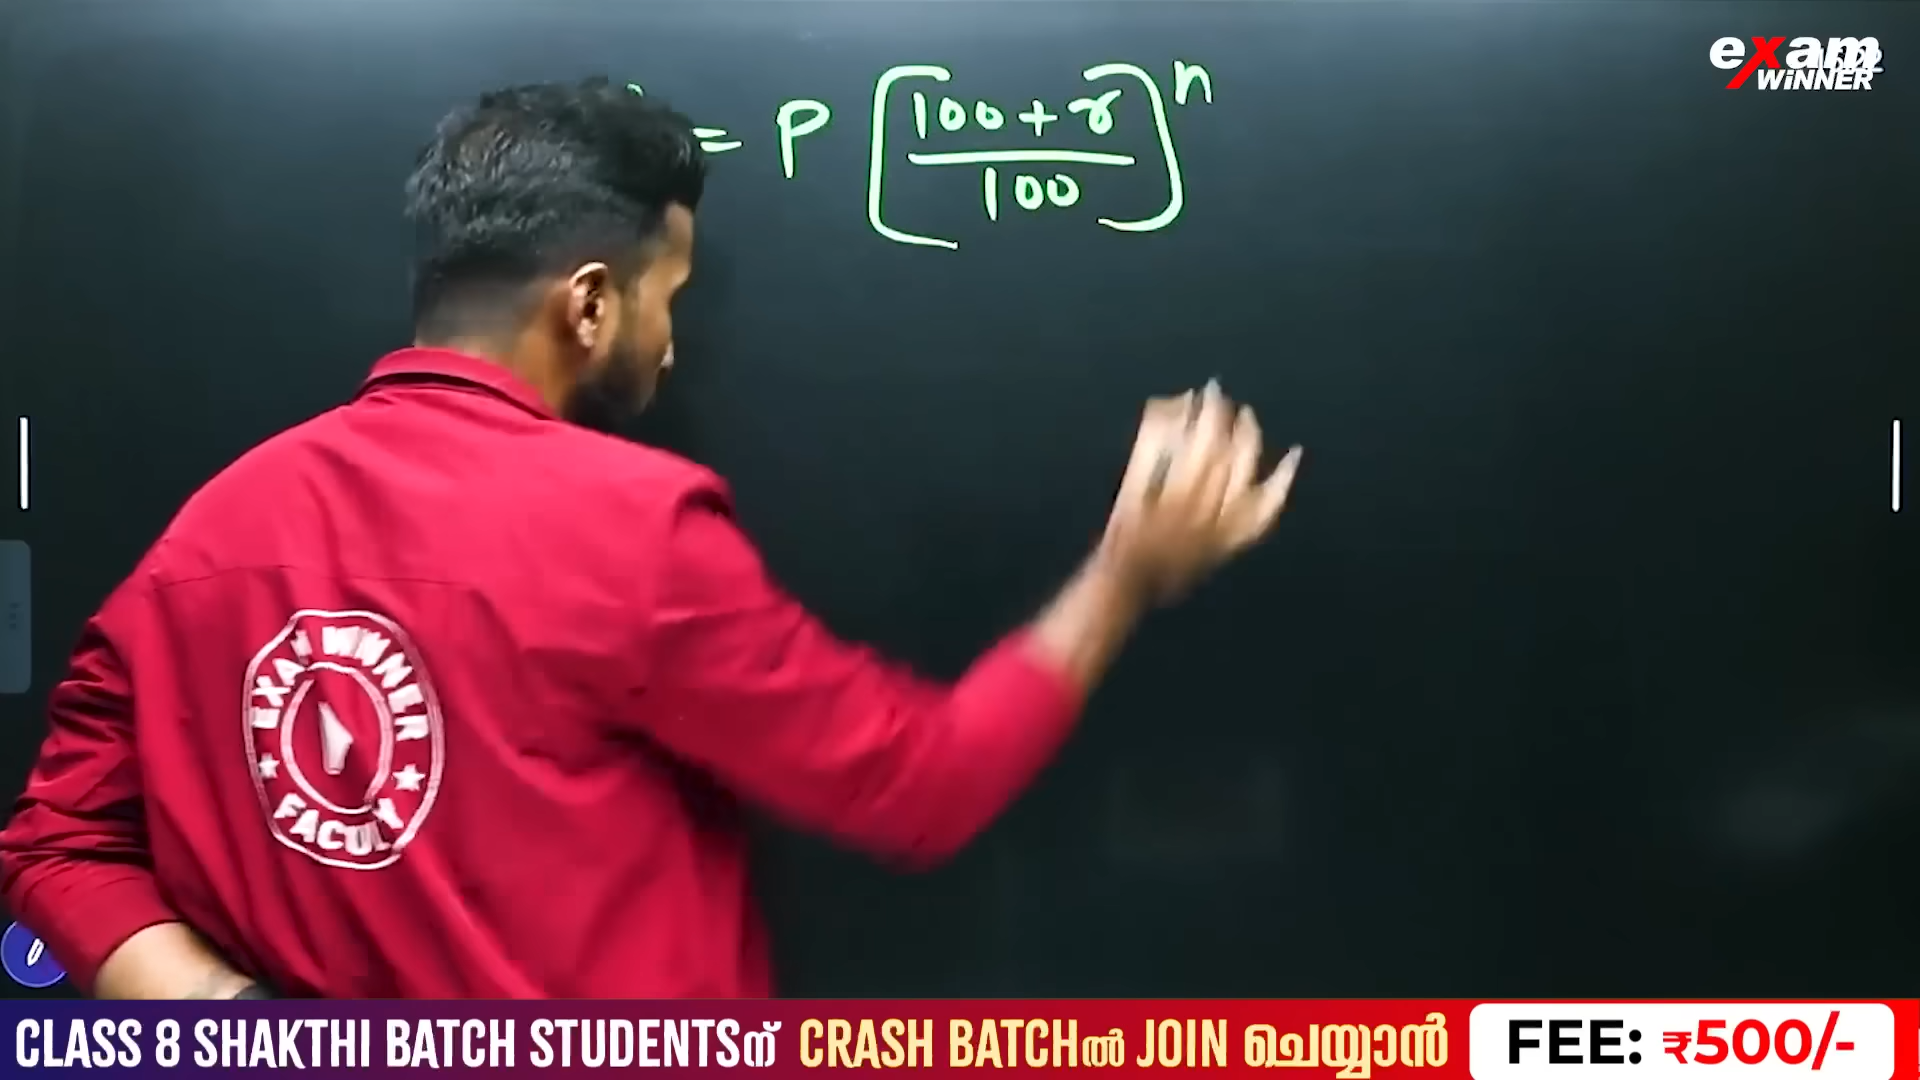 exam
WiNNER
= P [100 + r / 100]^n
EXAM WINNER
FACULTY
CLASS 8 SHAKTHI BATCH STUDENTSന് CRASH BATCHൽ JOIN ചെയ്യാൻ FEE: ₹500/-